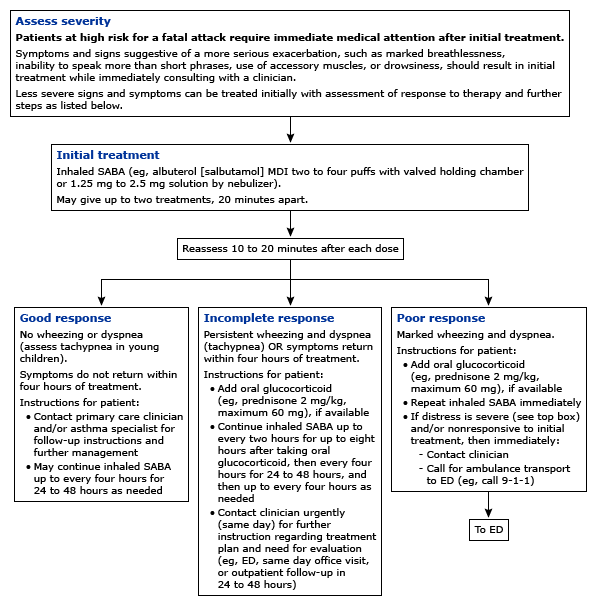 Assess severity
Patients at high risk for a fatal attack require immediate medical attention after initial treatment.
Symptoms and signs suggestive of a more serious exacerbation, such as marked breathlessness,
inability to speak more than short phrases, use of accessory muscles, or drowsiness, should result in initial
treatment while immediately consulting with a clinician.
Less severe signs and symptoms can be treated initially with assessment of response to therapy and further
steps as listed below.
Initial treatment
Inhaled SABA (eg, albuterol [salbutamol] MDI two to four puffs with valved holding chamber
or 1.25 mg to 2.5 mg solution by nebulizer).
May give up to two treatments, 20 minutes apart.
Reassess 10 to 20 minutes after each dose
Good response
No wheezing or dyspnea
(assess tachypnea in young
children).
Symptoms do not return within
four hours of treatment.
Instructions for patient:
• Contact primary care clinician
and/or asthma specialist for
follow-up instructions and
further management
• May continue inhaled SABA
up to every four hours for
24 to 48 hours as needed
Incomplete response
Persistent wheezing and dyspnea
(tachypnea) OR symptoms return
within four hours of treatment.
Instructions for patient:
• Add oral glucocorticoid
(eg, prednisone 2 mg/kg,
maximum 60 mg), if available
• Continue inhaled SABA up to
every two hours for up to eight
hours after taking oral
glucocorticoid, then every four
hours for 24 to 48 hours, and
then up to every four hours as
needed
• Contact clinician urgently
(same day) for further
instruction regarding treatment
plan and need for evaluation
(eg, ED, same day office visit,
or outpatient follow-up in
24 to 48 hours)
Poor response
Marked wheezing and dyspnea.
Instructions for patient:
• Add oral glucocorticoid
(eg, prednisone 2 mg/kg,
maximum 60 mg), if available
• Repeat inhaled SABA immediately
• If distress is severe (see top box)
and/or nonresponsive to initial
treatment, then immediately:
- Contact clinician
- Call for ambulance transport
to ED (eg, call 9-1-1)
To ED